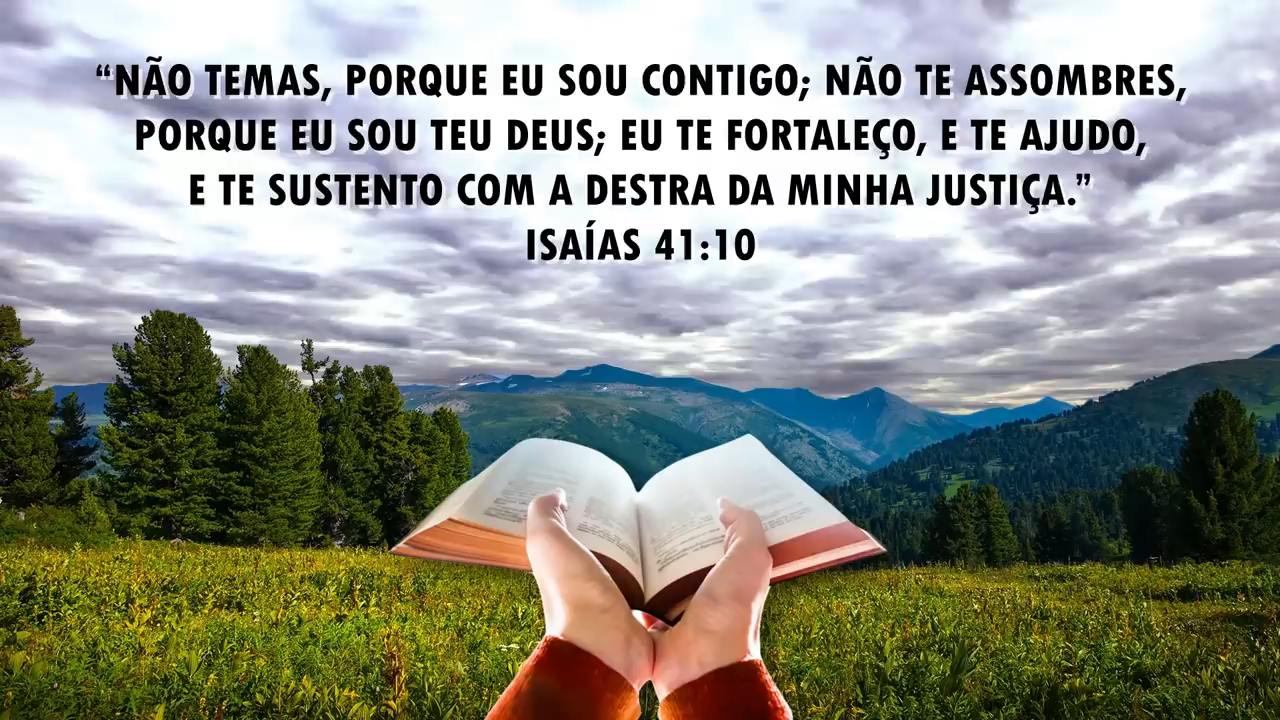 “NÃO TEMAS, PORQUE EU SOU CONTIGO; NÃO TE ASSOMBRES,
PORQUE EU SOU TEU DEUS; EU TE FORTALEÇO, E TE AJUDO,
E TE SUSTENTO COM A DESTRA DA MINHA JUSTIÇA.”
ISAÍAS 41:10